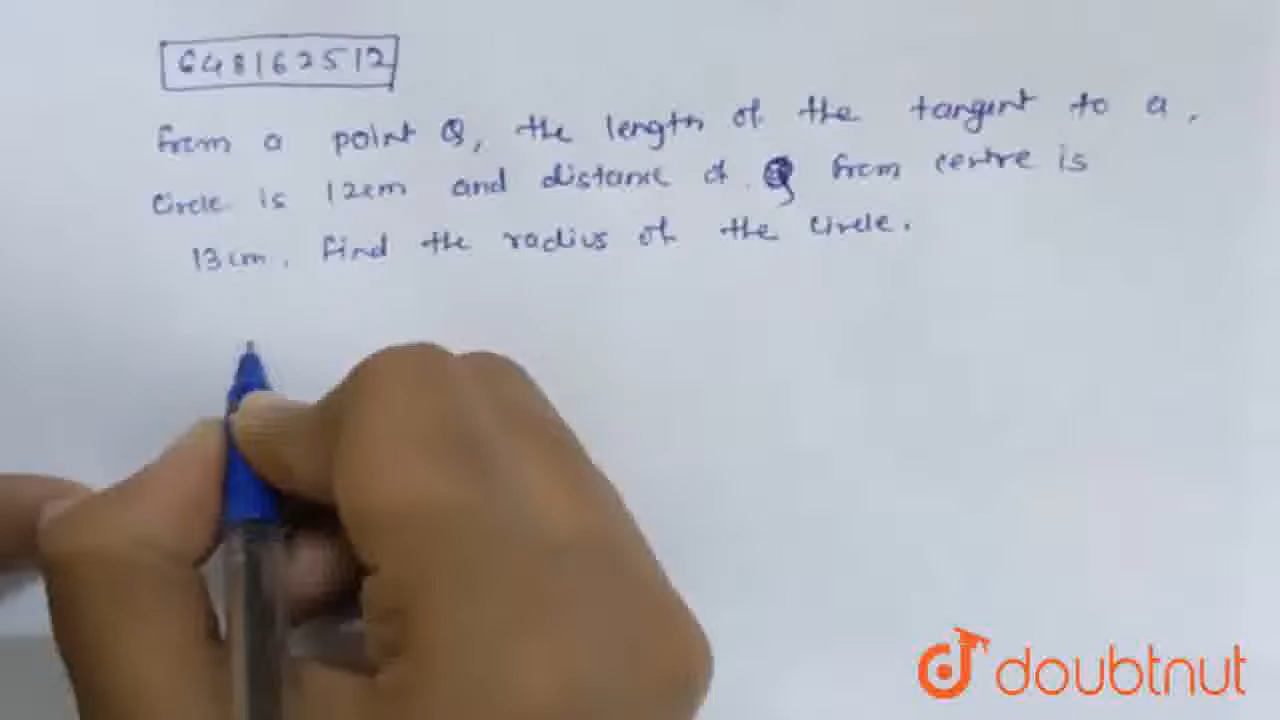 648162512
From a point Q, the length of the tangent to a
circle is 12cm and distance of Q from centre is
13cm. Find the radius of the circle.
doubtnut